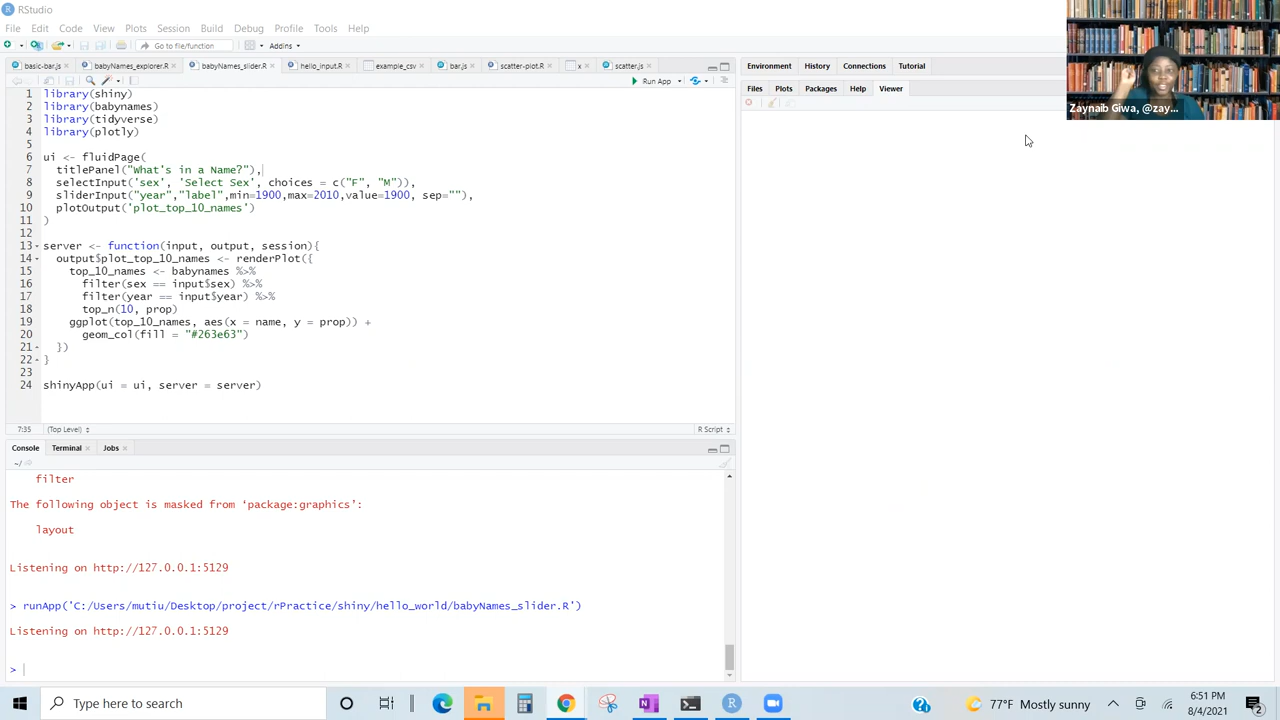 RStudio
File Edit Code View Plots Session Build Debug Profile Tools Help
Go to file/function Addins
basic-bar.js babyNames_explorer.R babyNames_slider.R hello_input.R example_csv bar.js scatter-plot.R x scatter.js
Run App
1 library(shiny)
2 library(babynames)
3 library(tidyverse)
4 library(plotly)
5
6 ui <- fluidPage(
7 titlePanel("What's in a Name?"),
8 selectInput('sex', 'Select Sex', choices = c("F", "M")),
9 sliderInput("year","label",min=1900,max=2010,value=1900, sep=""),
10 plotOutput('plot_top_10_names')
11 )
12
13 server <- function(input, output, session){
14 output$plot_top_10_names <- renderPlot({
15 top_10_names <- babynames %>%
16 filter(sex == input$sex) %>%
17 filter(year == input$year) %>%
18 top_n(10, prop)
19 ggplot(top_10_names, aes(x = name, y = prop)) +
20 geom_col(fill = "#263e63")
21 })
22 }
23
24 shinyApp(ui = ui, server = server)
7:35 (Top Level) R Script
Console Terminal Jobs
~/
filter
The following object is masked from ‘package:graphics’:
layout
Listening on http://127.0.0.1:5129
> runApp('C:/Users/mutiu/Desktop/project/rPractice/shiny/hello_world/babyNames_slider.R')
Listening on http://127.0.0.1:5129
>
Environment History Connections Tutorial
Files Plots Packages Help Viewer
Zaynaib Giwa, @zay...
Type here to search
77°F Mostly sunny
6:51 PM
8/4/2021
2